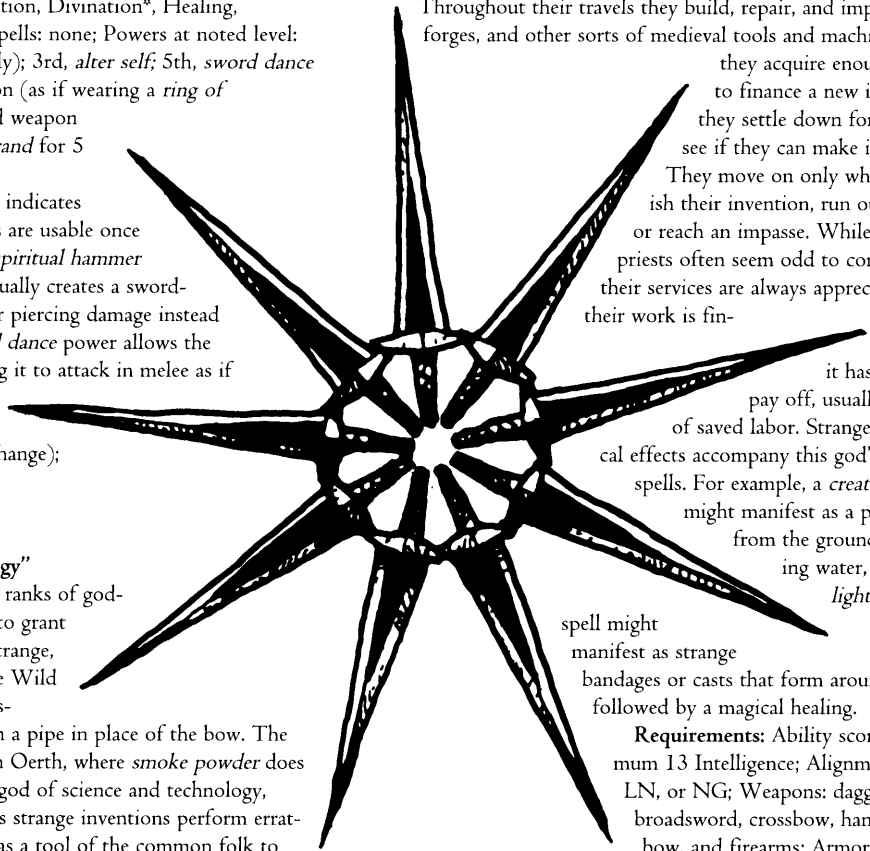 tion, Divination*, Healing,
pells: none; Powers at noted level:
ly); 3rd, alter self; 5th, sword dance
on (as if wearing a ring of
d weapon
rand for 5
indicates
s are usable once
spiritual hammer
ually creates a sword-
r piercing damage instead
d dance power allows the
g it to attack in melee as if
hange);
gy”
ranks of god-
to grant
trange,
e Wild
s-
n a pipe in place of the bow. The
n Oerth, where smoke powder does
god of science and technology,
s strange inventions perform errat-
as a tool of the common folk to
Throughout their travels they build, repair, and imp
forges, and other sorts of medieval tools and machi
they acquire enou
to finance a new i
they settle down for
see if they can make i
They move on only wh
ish their invention, run ou
or reach an impasse. While
priests often seem odd to con
their services are always apprec
their work is fin-
it has
pay off, usuall
of saved labor. Strange
cal effects accompany this god'
spells. For example, a creat
might manifest as a p
from the ground
ing water,
light
spell might
manifest as strange
bandages or casts that form arou
followed by a magical healing.
Requirements: Ability scor
mum 13 Intelligence; Alignm
LN, or NG; Weapons: dagg
broadsword, crossbow, han
bow, and firearms; Armor